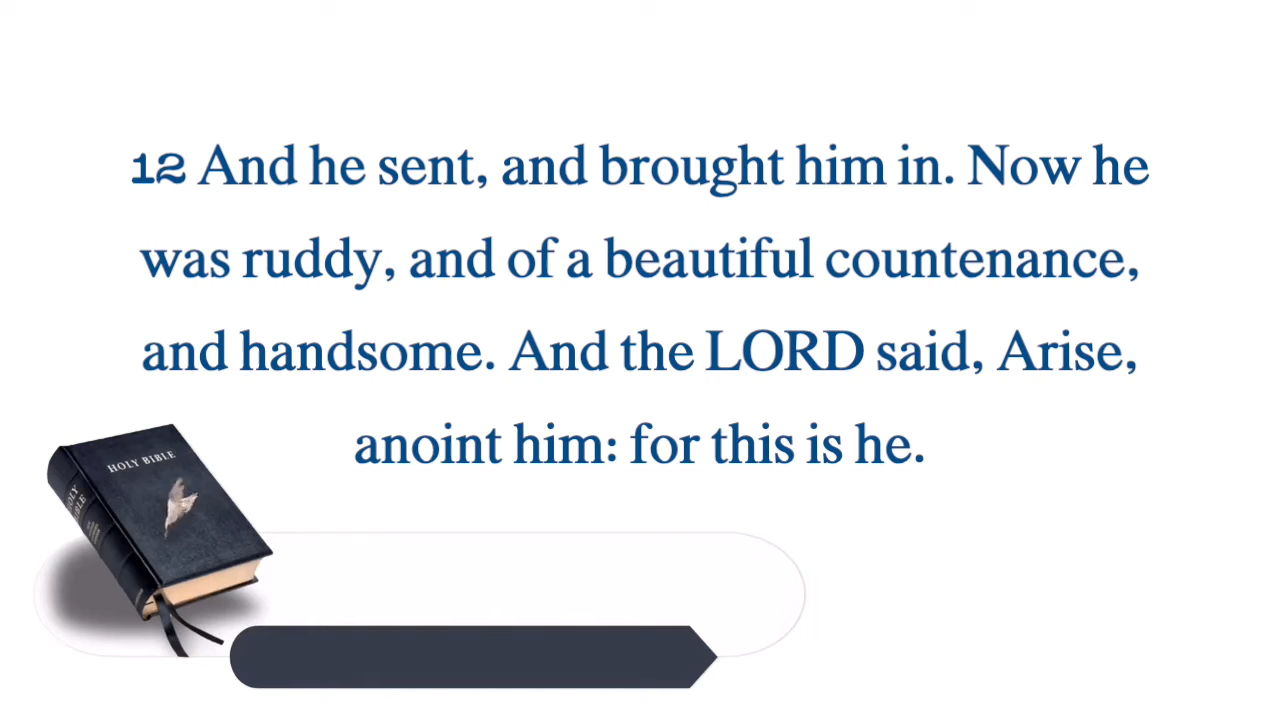 12 And he sent, and brought him in. Now he
was ruddy, and of a beautiful countenance,
and handsome. And the LORD said, Arise,
anoint him: for this is he.
HOLY BIBLE